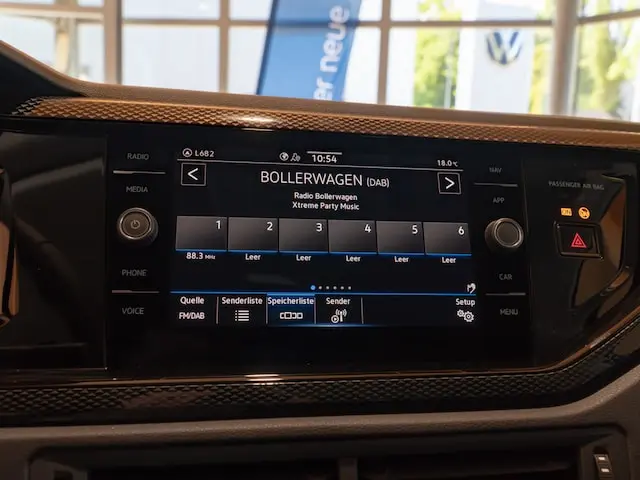 er neue
RADIO
MEDIA
PHONE
VOICE
L682
10:54
18.0°C
<
BOLLERWAGEN (DAB)
>
Radio Bollerwagen
Xtreme Party Music
1 2 3 4 5 6
88.3 MHz Leer Leer Leer Leer Leer
Quelle Senderliste Speicherliste Sender Setup
FM/DAB
NAV
APP
CAR
MENU
PASSENGER AIR BAG